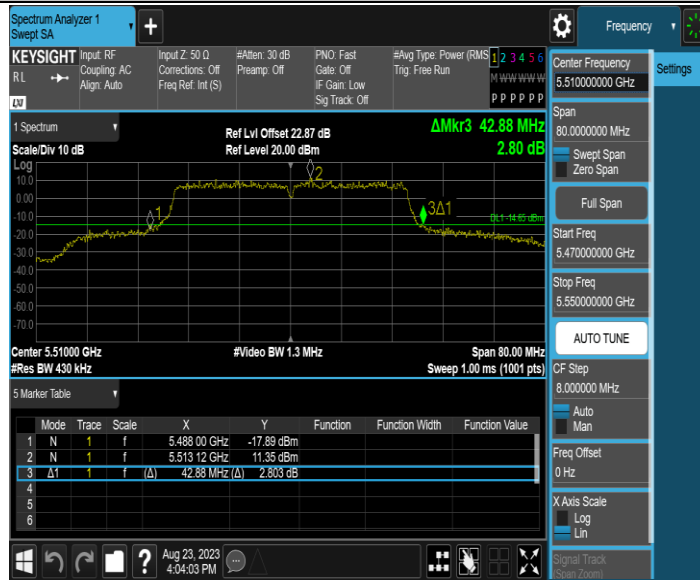 Spectrum Analyzer 1
Swept SA
Frequency
KEYSIGHT
RL
LXI
Input: RF
Coupling: AC
Align: Auto
Input Z: 50 Ω
Corrections: Off
Freq Ref: Int (S)
#Atten: 30 dB
Preamp: Off
PNO: Fast
Gate: Off
IF Gain: Low
Sig Track: Off
#Avg Type: Power (RMS
Trig: Free Run
1 2 3 4 5 6
M W W W W W
P P P P P P
Settings
Center Frequency
5.510000000 GHz
Span
80.0000000 MHz
Swept Span
Zero Span
Full Span
Start Freq
5.470000000 GHz
Stop Freq
5.550000000 GHz
AUTO TUNE
CF Step
8.000000 MHz
Auto
Man
Freq Offset
0 Hz
X Axis Scale
Log
Lin
Signal Track
(Span Zoom)
1 Spectrum
Scale/Div 10 dB
Ref Lvl Offset 22.87 dB
Ref Level 20.00 dBm
ΔMkr3 42.88 MHz
2.80 dB
Log
10.0
0.00
-10.0
-20.0
-30.0
-40.0
-50.0
-60.0
-70.0
1
2
3Δ1
DL1 -14.65 dBm
Center 5.51000 GHz
#Res BW 430 kHz
#Video BW 1.3 MHz
Span 80.00 MHz
Sweep 1.00 ms (1001 pts)
5 Marker Table
Mode Trace Scale X Y Function Function Width Function Value
1 N 1 f 5.488 00 GHz -17.89 dBm
2 N 1 f 5.513 12 GHz 11.35 dBm
3 Δ1 1 f (Δ) 42.88 MHz (Δ) 2.803 dB
4
5
6
Aug 23, 2023
4:04:03 PM